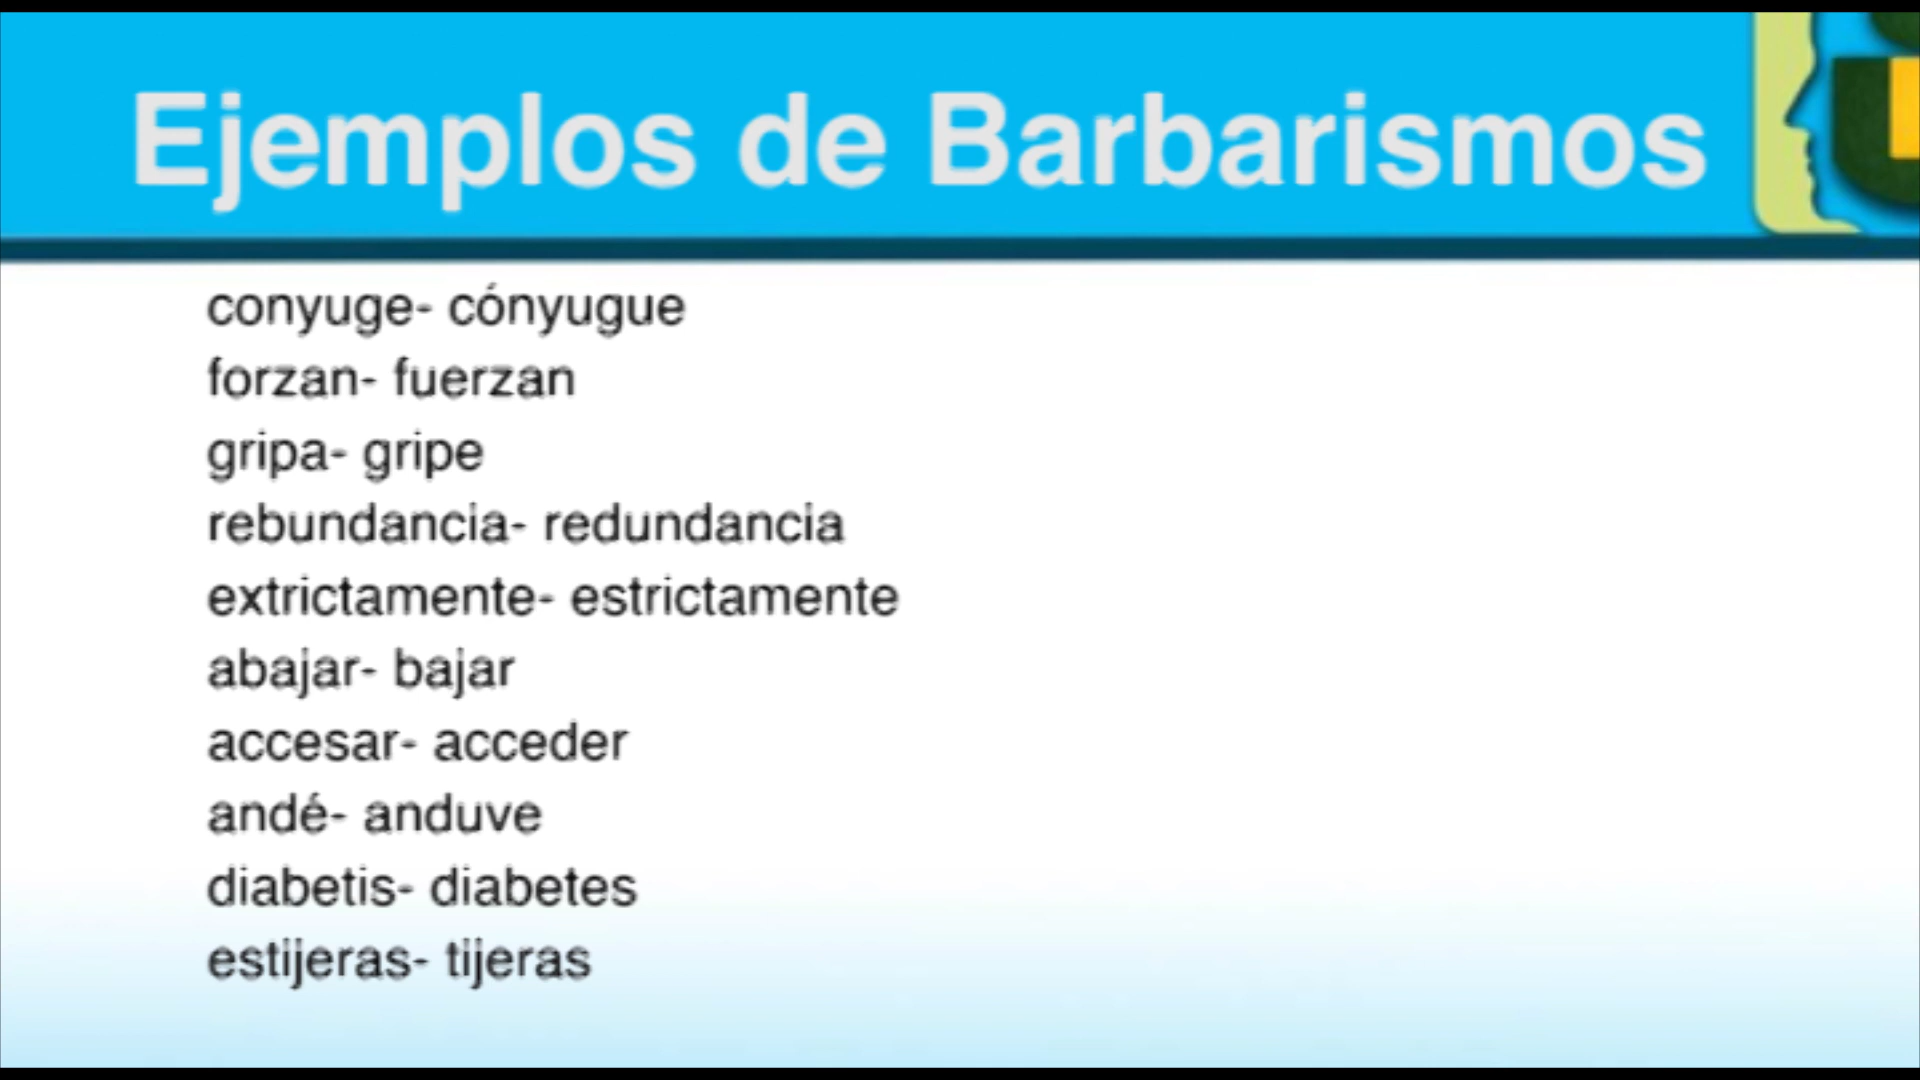 Ejemplos de Barbarismos
conyuge- cónyugue
forzan- fuerzan
gripa- gripe
rebundancia- redundancia
extrictamente- estrictamente
abajar- bajar
accesar- acceder
andé- anduve
diabetis- diabetes
estijeras- tijeras